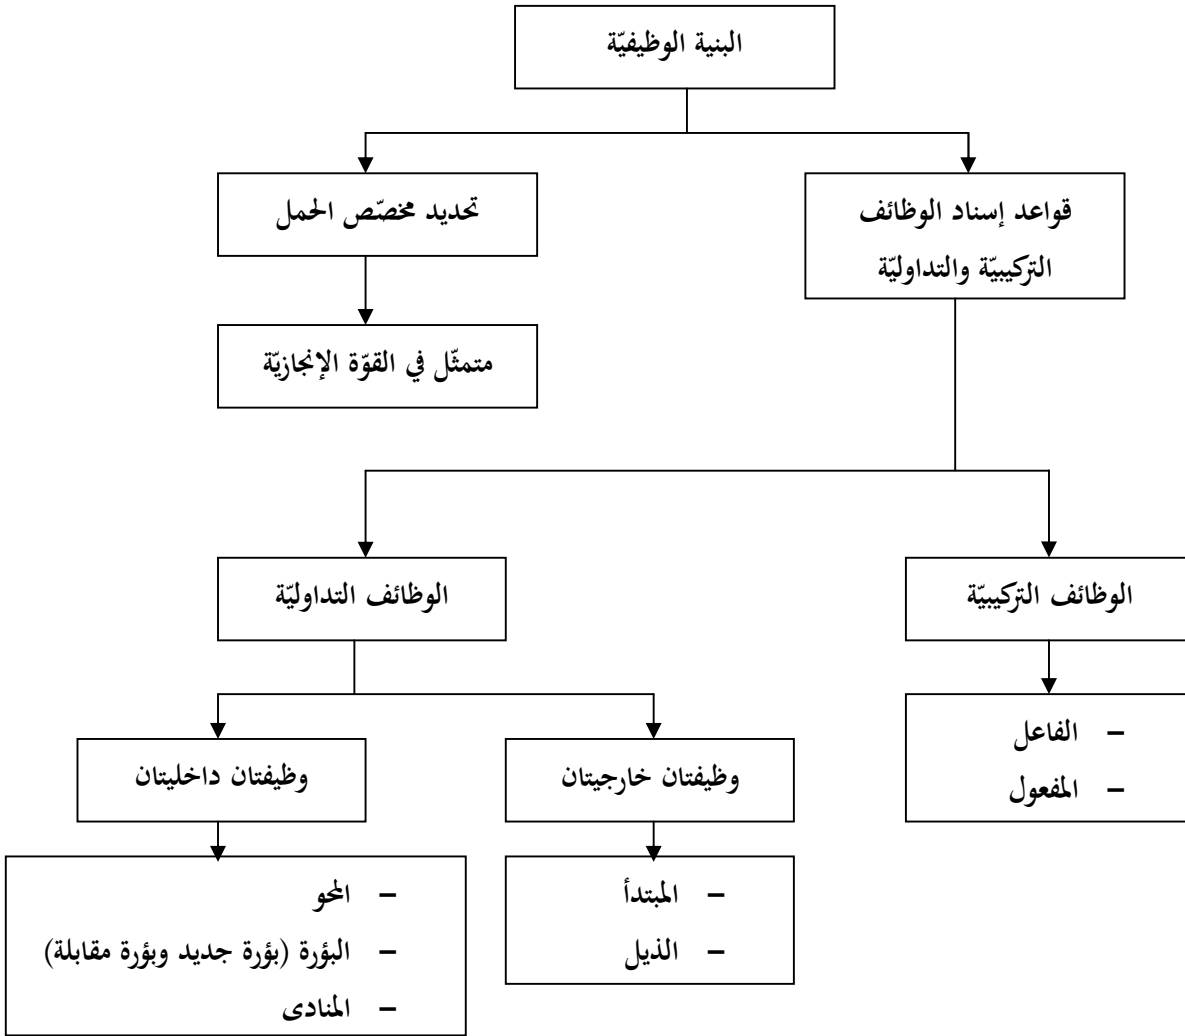 البنية الوظيفيّة
قواعد إسناد الوظائف
التركيبيّة والتداوليّة
تحديد مخصّص الحمل
متمثّل في القوّة الإنجازيّة
الوظائف التركيبيّة
الوظائف التداوليّة
– الفاعل
– المفعول
وظيفتان خارجيتان
وظيفتان داخليتان
– المبتدأ
– الذيل
– المحو
– البؤرة (بؤرة جديد وبؤرة مقابلة)
– المنادى